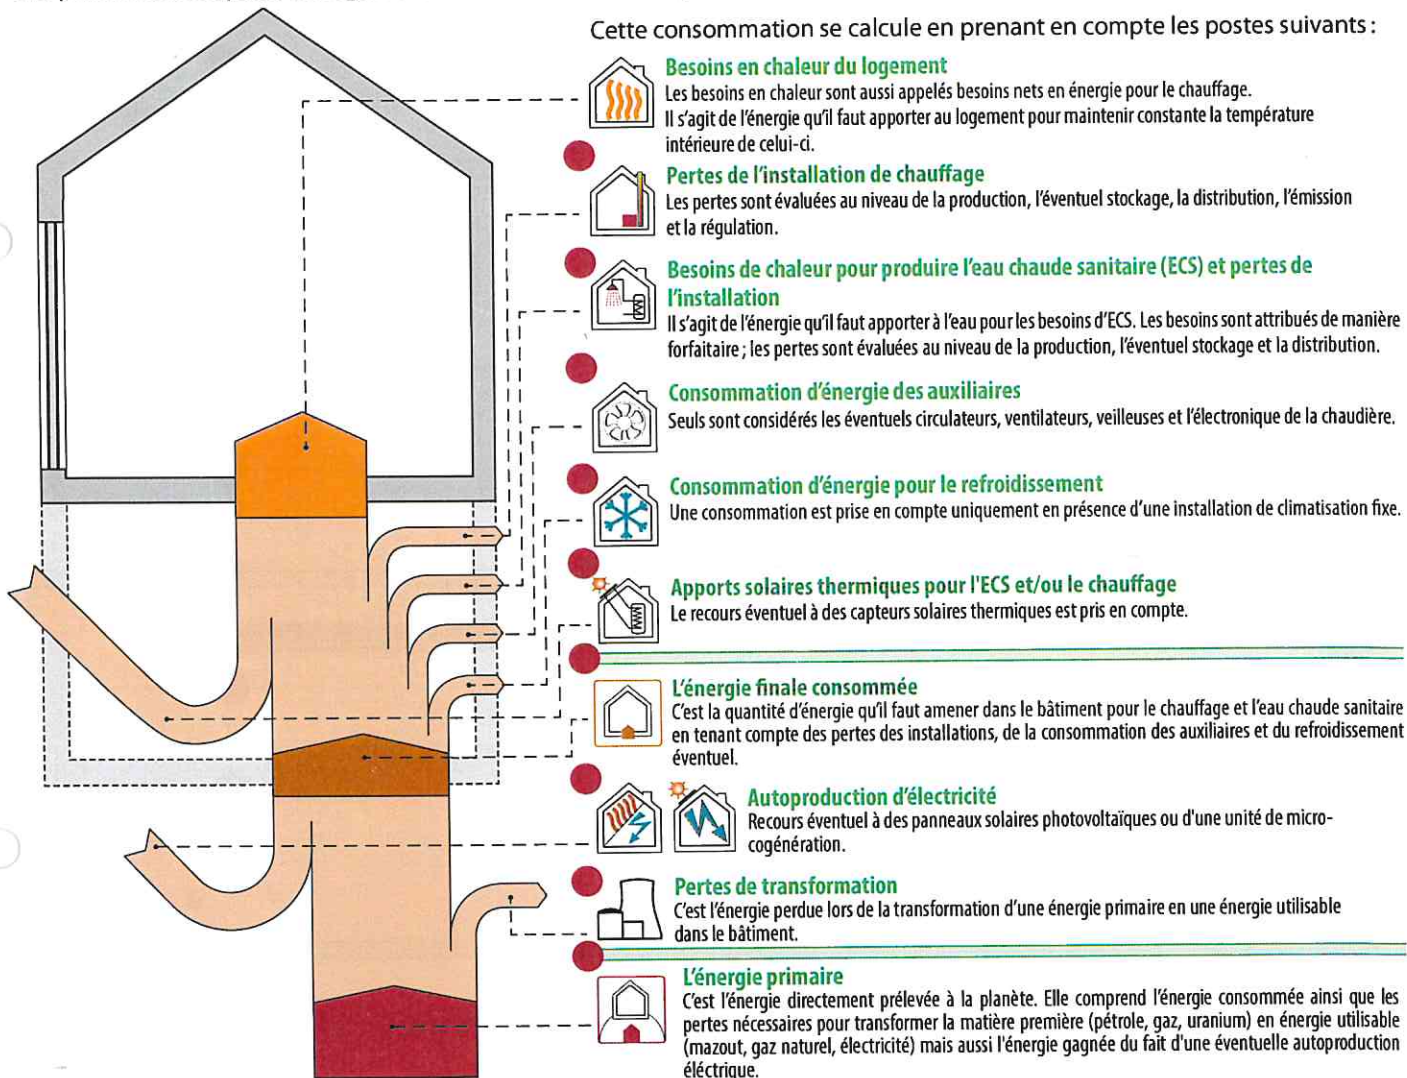 Cette consommation se calcule en prenant en compte les postes suivants :
Besoins en chaleur du logement
Les besoins en chaleur sont aussi appelés besoins nets en énergie pour le chauffage.
Il s'agit de l'énergie qu'il faut apporter au logement pour maintenir constante la température
intérieure de celui-ci.
Pertes de l'installation de chauffage
Les pertes sont évaluées au niveau de la production, l'éventuel stockage, la distribution, l'émission
et la régulation.
Besoins de chaleur pour produire l'eau chaude sanitaire (ECS) et pertes de
l'installation
Il s'agit de l'énergie qu'il faut apporter à l'eau pour les besoins d'ECS. Les besoins sont attribués de manière
forfaitaire ; les pertes sont évaluées au niveau de la production, l'éventuel stockage et la distribution.
Consommation d'énergie des auxiliaires
Seuls sont considérés les éventuels circulateurs, ventilateurs, veilleuses et l'électronique de la chaudière.
Consommation d'énergie pour le refroidissement
Une consommation est prise en compte uniquement en présence d'une installation de climatisation fixe.
Apports solaires thermiques pour l'ECS et/ou le chauffage
Le recours éventuel à des capteurs solaires thermiques est pris en compte.
L'énergie finale consommée
C'est la quantité d'énergie qu'il faut amener dans le bâtiment pour le chauffage et l'eau chaude sanitaire
en tenant compte des pertes des installations, de la consommation des auxiliaires et du refroidissement
éventuel.
Autoproduction d'électricité
Recours éventuel à des panneaux solaires photovoltaïques ou d'une unité de micro-
cogénération.
Pertes de transformation
C'est l'énergie perdue lors de la transformation d'une énergie primaire en une énergie utilisable
dans le bâtiment.
L'énergie primaire
C'est l'énergie directement prélevée à la planète. Elle comprend l'énergie consommée ainsi que les
pertes nécessaires pour transformer la matière première (pétrole, gaz, uranium) en énergie utilisable
(mazout, gaz naturel, électricité) mais aussi l'énergie gagnée du fait d'une éventuelle autoproduction
éléctrique.